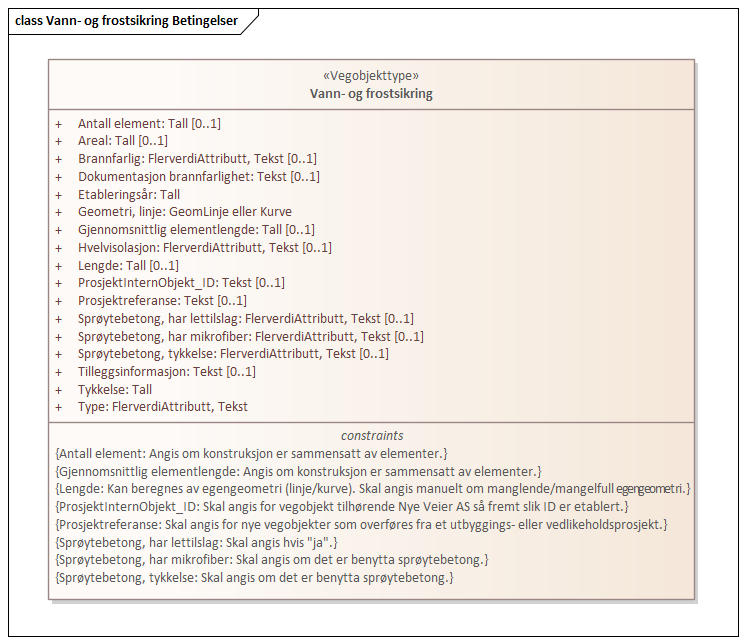 class Vann- og frostsikring Betingelser
«Vegobjekttype»
Vann- og frostsikring
+ Antall element: Tall [0..1]
+ Areal: Tall [0..1]
+ Brannfarlig: FlerverdiAttributt, Tekst [0..1]
+ Dokumentasjon brannfarlighet: Tekst [0..1]
+ Etableringsår: Tall
+ Geometri, linje: GeomLinje eller Kurve
+ Gjennomsnittlig elementlengde: Tall [0..1]
+ Hvelvisolasjon: FlerverdiAttributt, Tekst [0..1]
+ Lengde: Tall [0..1]
+ ProsjektInternObjekt_ID: Tekst [0..1]
+ Prosjektreferanse: Tekst [0..1]
+ Sprøytebetong, har lettilslag: FlerverdiAttributt, Tekst [0..1]
+ Sprøytebetong, har mikrofiber: FlerverdiAttributt, Tekst [0..1]
+ Sprøytebetong, tykkelse: FlerverdiAttributt, Tekst [0..1]
+ Tilleggsinformasjon: Tekst [0..1]
+ Tykkelse: Tall
+ Type: FlerverdiAttributt, Tekst
constraints
{Antall element: Angis om konstruksjon er sammensatt av elementer.}
{Gjennomsnittlig elementlengde: Angis om konstruksjon er sammensatt av elementer.}
{Lengde: Kan beregnes av egengeometri (linje/kurve). Skal angis manuelt om manglende/mangelfull egengeometri.}
{ProsjektInternObjekt_ID: Skal angis for vegobjekt tilhørende Nye Veier AS så fremt slik ID er etablert.}
{Prosjektreferanse: Skal angis for nye vegobjekter som overføres fra et utbyggings- eller vedlikeholdsprosjekt.}
{Sprøytebetong, har lettilslag: Skal angis hvis "ja".}
{Sprøytebetong, har mikrofiber: Skal angis om det er benytta sprøytebetong.}
{Sprøytebetong, tykkelse: Skal angis om det er benytta sprøytebetong.}